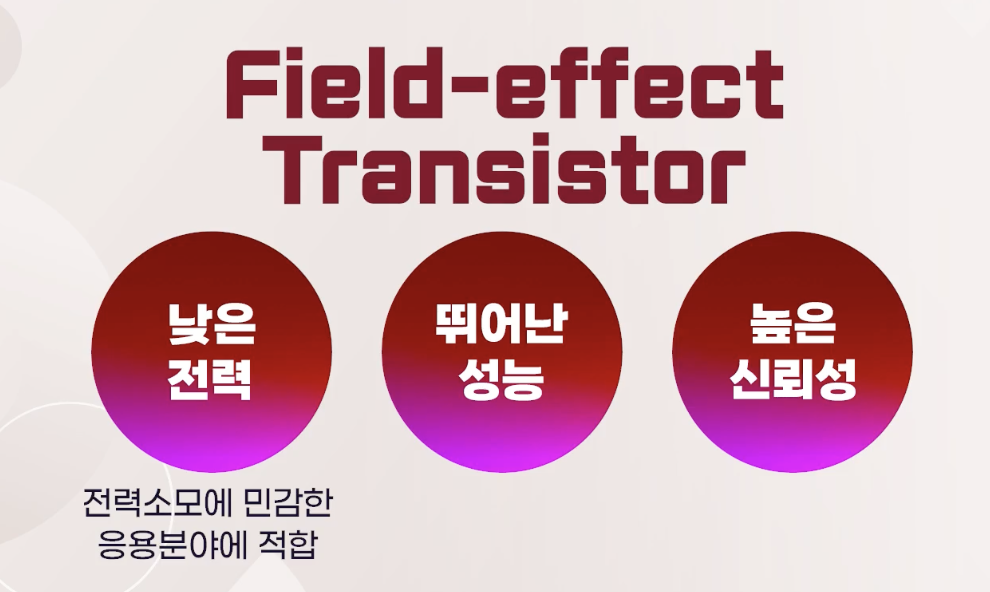 Field-effect
Transistor
낮은
전력
뛰어난
성능
높은
신뢰성
전력소모에 민감한
응용분야에 적합